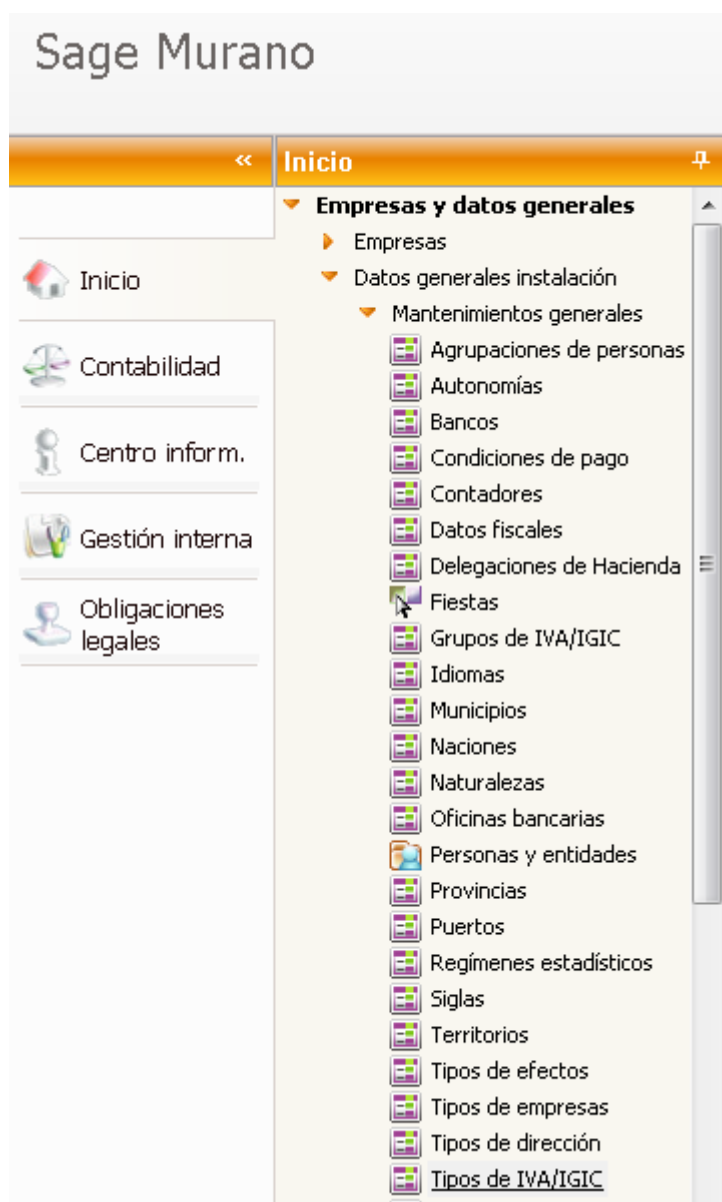 Sage Murano
«
Inicio
Contabilidad
Centro inform.
Gestión interna
Obligaciones
legales
Inicio
Empresas y datos generales
Empresas
Datos generales instalación
Mantenimientos generales
Agrupaciones de personas
Autonomías
Bancos
Condiciones de pago
Contadores
Datos fiscales
Delegaciones de Hacienda
Fiestas
Grupos de IVA/IGIC
Idiomas
Municipios
Naciones
Naturalezas
Oficinas bancarias
Personas y entidades
Provincias
Puertos
Regímenes estadísticos
Siglas
Territorios
Tipos de efectos
Tipos de empresas
Tipos de dirección
Tipos de IVA/IGIC